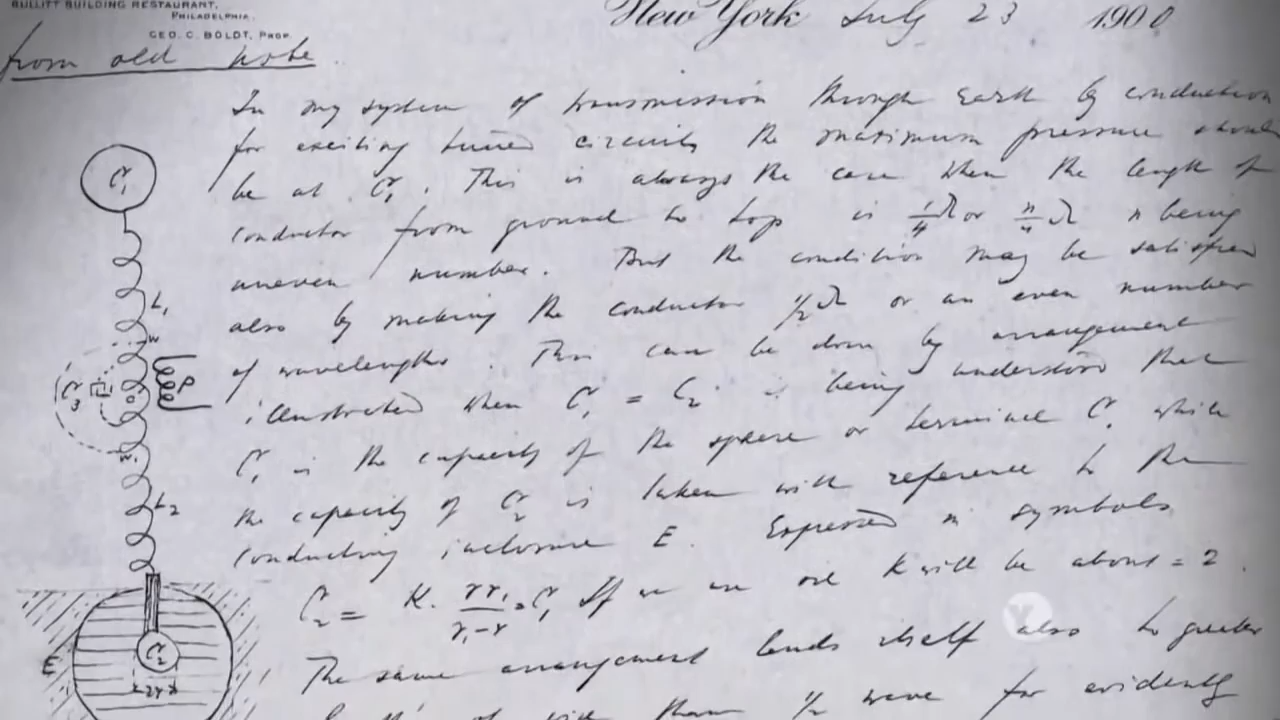 BULLITT BUILDING RESTAURANT,
PHILADELPHIA.
GEO. C. BOLDT, PROP.
New York July 23 1900
from old note
In my system of transmission through earth by conduction
for exciting tuned circuits the maximum pressure should
be at C₁. This is always the case when the length of
conductor from ground to top is 1/4 λ or n/4 λ n being
uneven number. But the condition may be satisfied
also by making the conductor 1/2 λ or an even number
of wavelengths. This can be done by arrangement
illustrated when C₁ = C₂ it being understood that
C₁ is the capacity of the sphere or terminal C₁ while
the capacity of C₂ is taken with reference to the
conducting inclosure E. Expressed in symbols
C₂ = K. rr₁/r₁-r = C₁ If we use oil K will be about = 2.
The same arrangement lends itself also to greater
than 1/2 wave for evidently
C₁
L₁
w
C₃
P
w₁
L₂
E
C₂
2r
Y